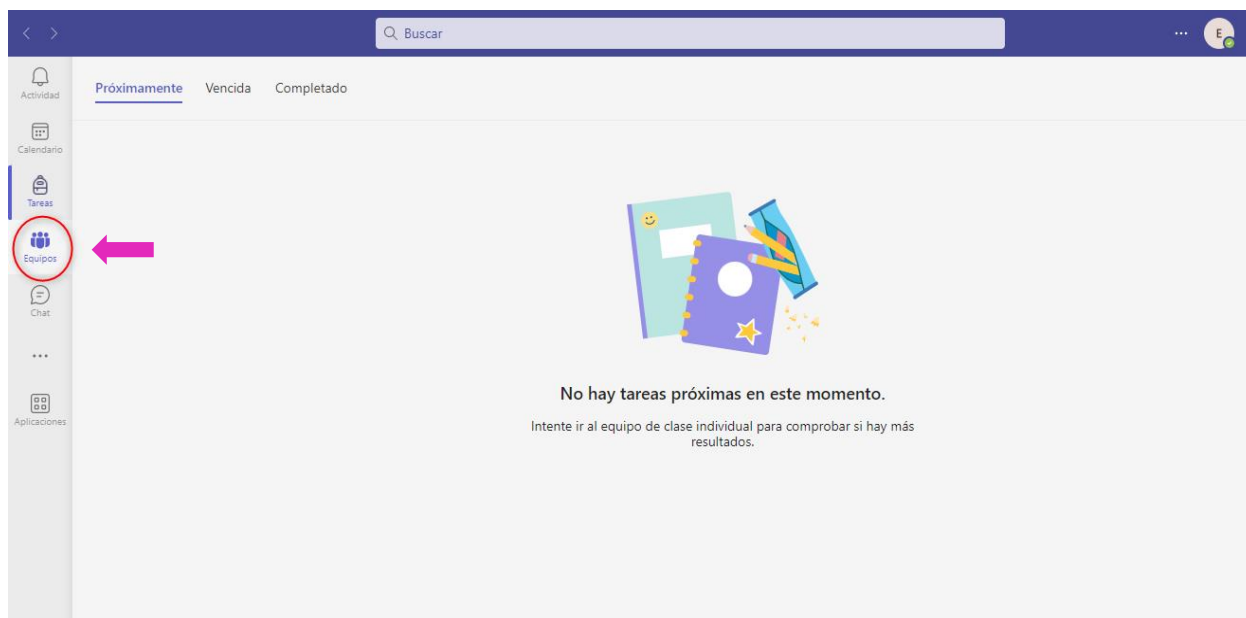 Buscar
E
Actividad
Próximamente Vencida Completado
Calendario
Tareas
Equipos
Chat
Aplicaciones
No hay tareas próximas en este momento.
Intente ir al equipo de clase individual para comprobar si hay más
resultados.